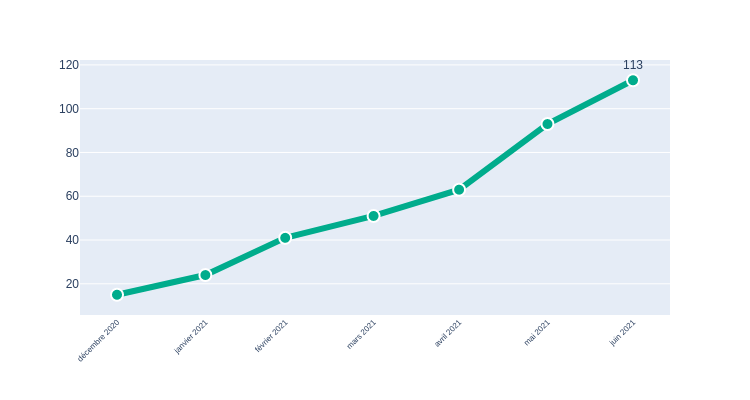 120
113
100
80
60
40
20
décembre 2020
janvier 2021
février 2021
mars 2021
avril 2021
mai 2021
juin 2021